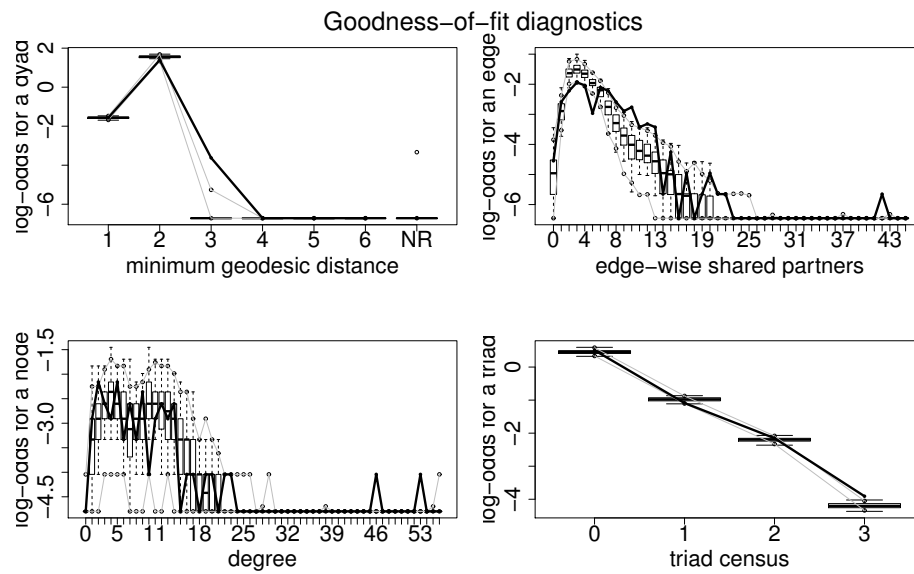 Goodness−of−fit diagnostics
log−odds for a dyad
2
0
−2
−6
1 2 3 4 5 6 NR
minimum geodesic distance
log−odds for an edge
−2
−4
−6
0 4 8 13 19 25 31 37 43
edge−wise shared partners
log−odds for a node
−1.5
−3.0
−4.5
0 5 11 18 25 32 39 46 53
degree
log−odds for a triad
0
−2
−4
0 1 2 3
triad census